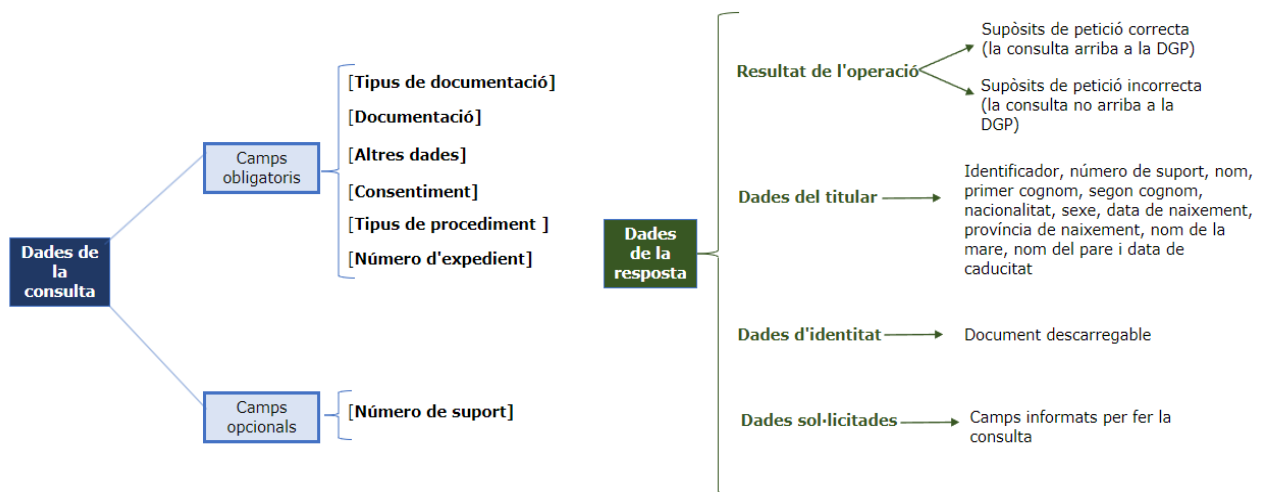 Dades de
la
consulta
Camps
obligatoris
[Tipus de documentació]
[Documentació]
[Altres dades]
[Consentiment]
[Tipus de procediment ]
[Número d'expedient]
Camps
opcionals
[Número de suport]
Dades
de la
resposta
Resultat de l'operació
Supòsits de petició correcta
(la consulta arriba a la DGP)
Supòsits de petició incorrecta
(la consulta no arriba a la
DGP)
Dades del titular
Identificador, número de suport, nom,
primer cognom, segon cognom,
nacionalitat, sexe, data de naixement,
província de naixement, nom de la
mare, nom del pare i data de
caducitat
Dades d'identitat
Document descarregable
Dades sol·licitades
Camps informats per fer la
consulta